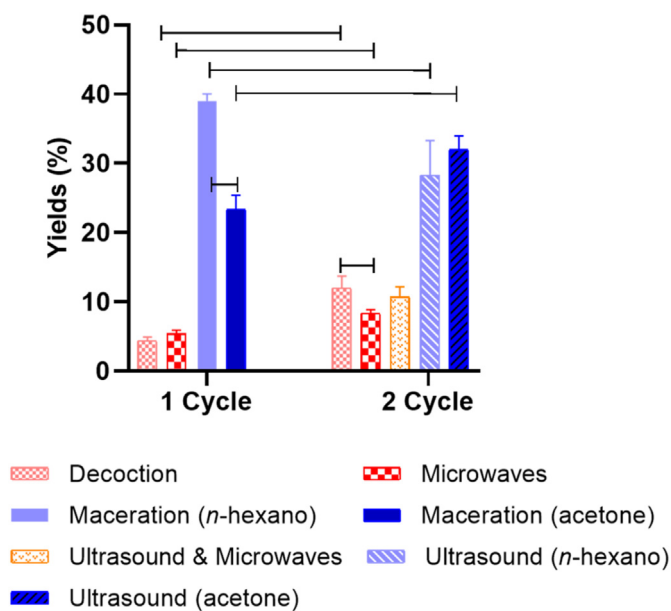 50
40
30
20
10
0
Yields (%)
1 Cycle 2 Cycle
Decoction Microwaves
Maceration (n-hexano) Maceration (acetone)
Ultrasound & Microwaves Ultrasound (n-hexano)
Ultrasound (acetone)